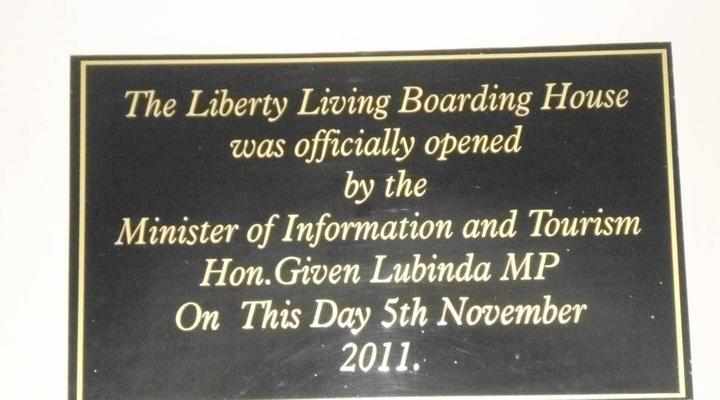 The Liberty Living Boarding House
was officially opened
by the
Minister of Information and Tourism
Hon.Given Lubinda MP
On This Day 5th November
2011.